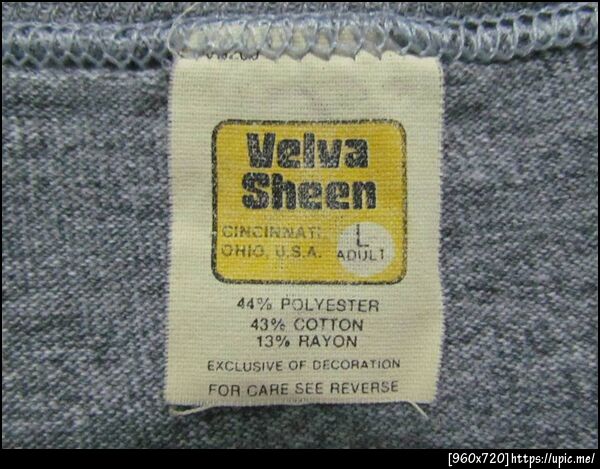 Velva
Sheen
CINCINNATI,
OHIO, U.S.A.
L
ADULT
44% POLYESTER
43% COTTON
13% RAYON
EXCLUSIVE OF DECORATION
FOR CARE SEE REVERSE
[960x720]https://upic.me/